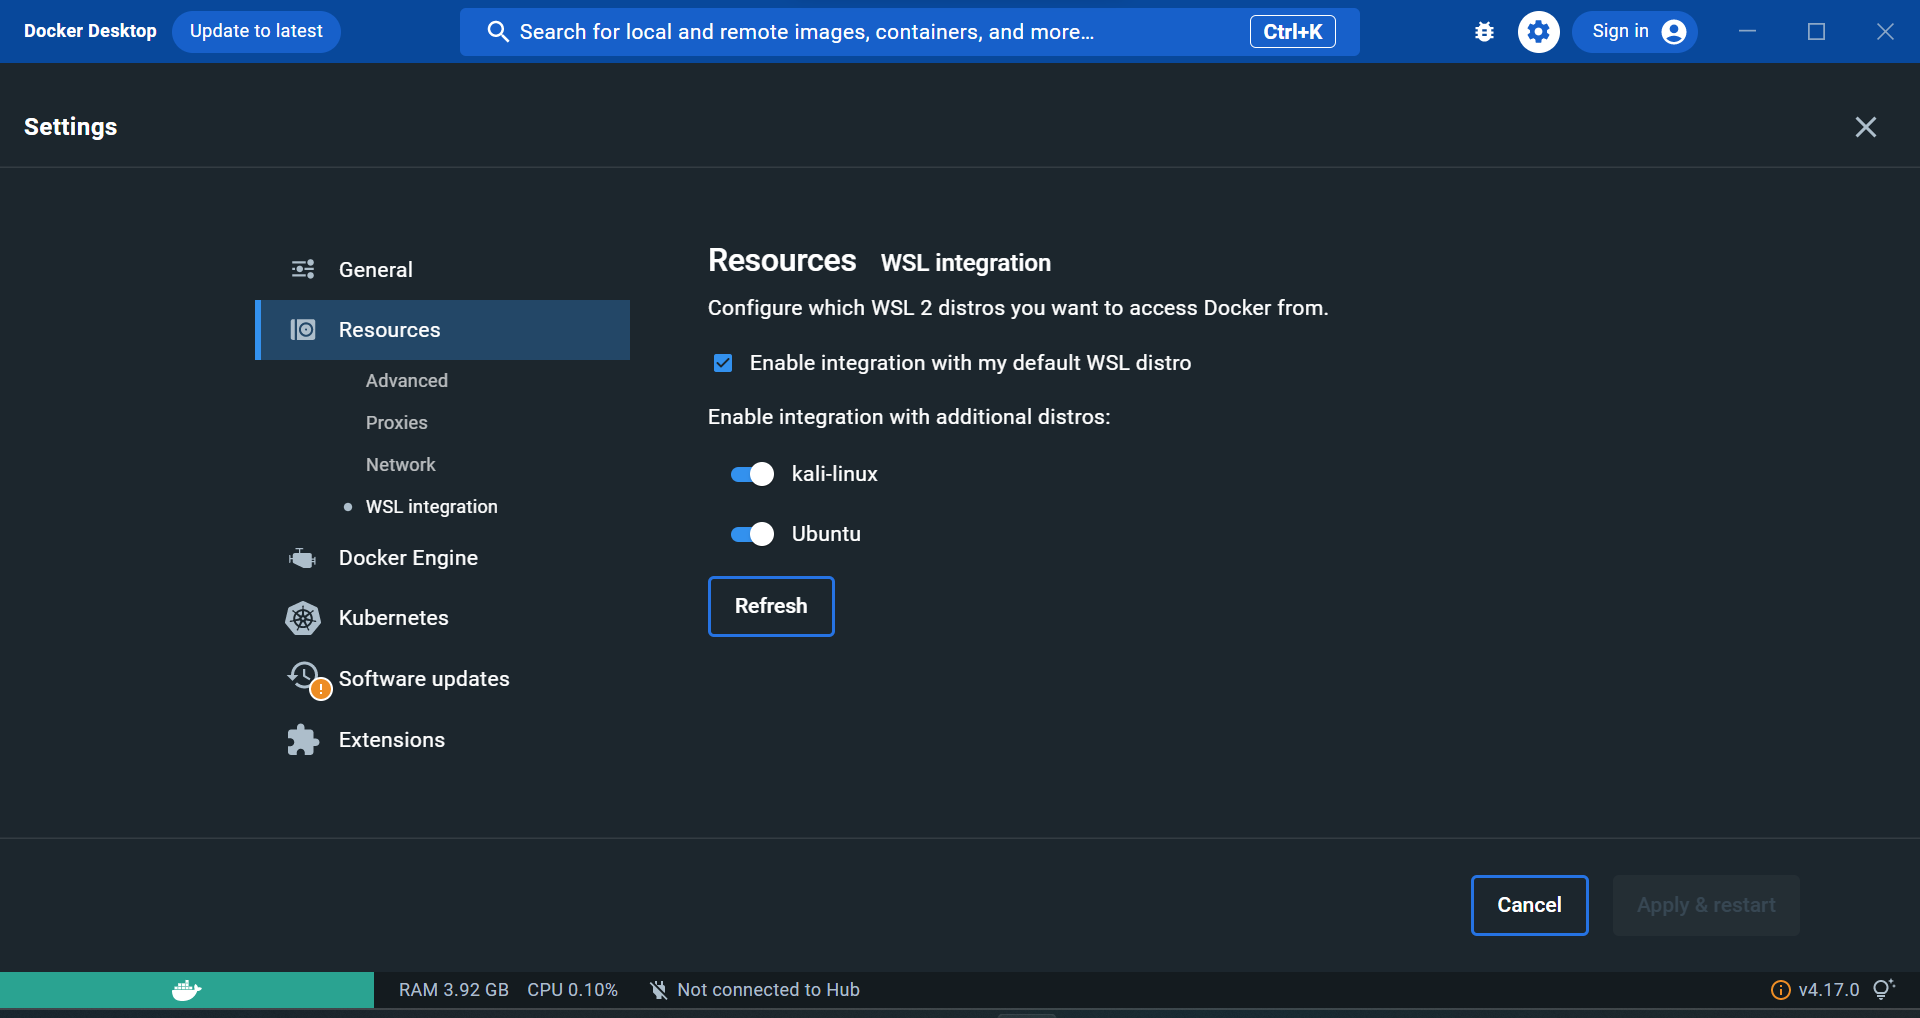 Docker Desktop Update to latest Search for local and remote images, containers, and more... Ctrl+K Sign in
Settings
General
Resources
Advanced
Proxies
Network
WSL integration
Docker Engine
Kubernetes
Software updates
Extensions
Resources WSL integration
Configure which WSL 2 distros you want to access Docker from.
Enable integration with my default WSL distro
Enable integration with additional distros:
kali-linux
Ubuntu
Refresh
Cancel Apply & restart
RAM 3.92 GB CPU 0.10% Not connected to Hub v4.17.0